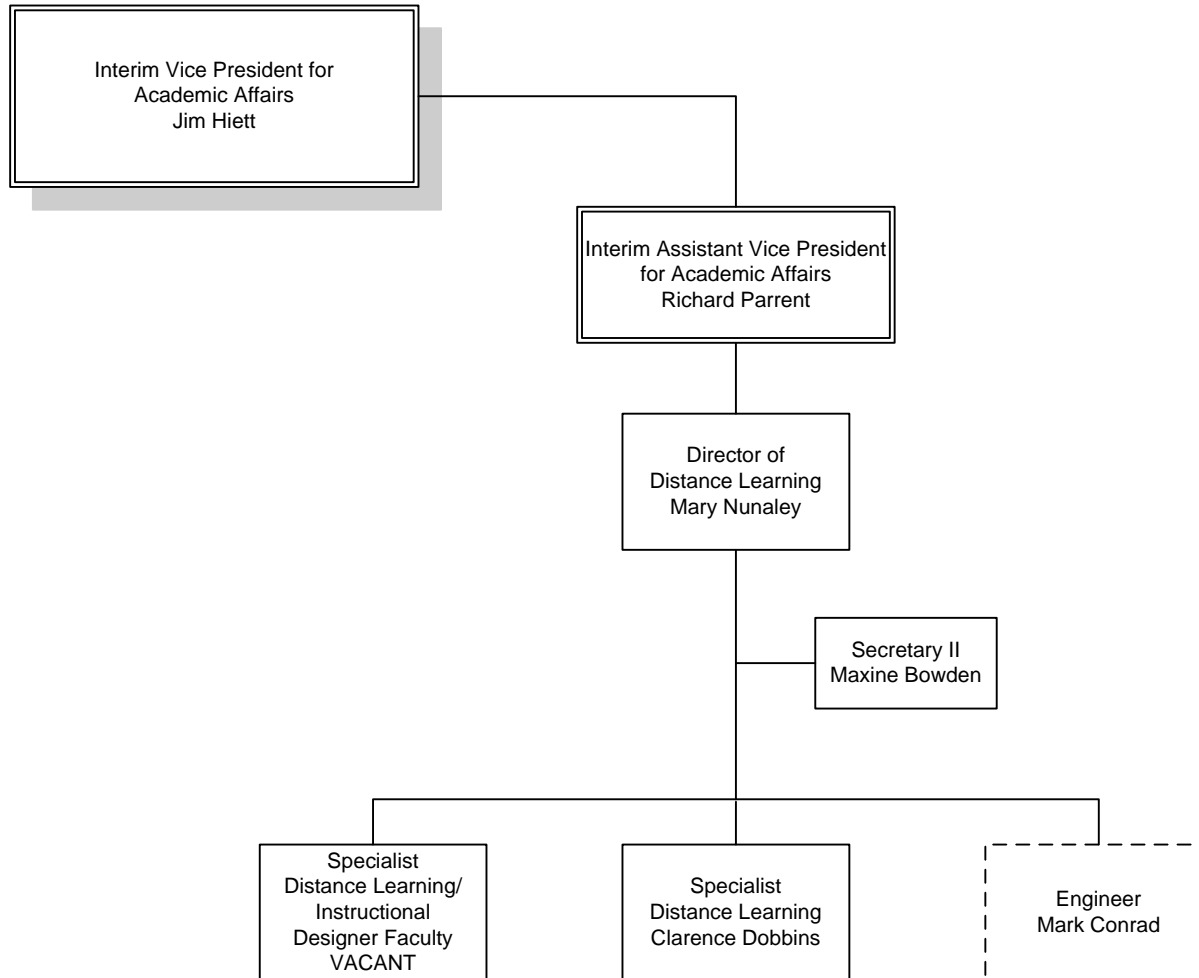 Interim Vice President for
Academic Affairs
Jim Hiett
Interim Assistant Vice President
for Academic Affairs
Richard Parrent
Director of
Distance Learning
Mary Nunaley
Secretary II
Maxine Bowden
Specialist
Distance Learning/
Instructional
Designer Faculty
VACANT
Specialist
Distance Learning
Clarence Dobbins
Engineer
Mark Conrad